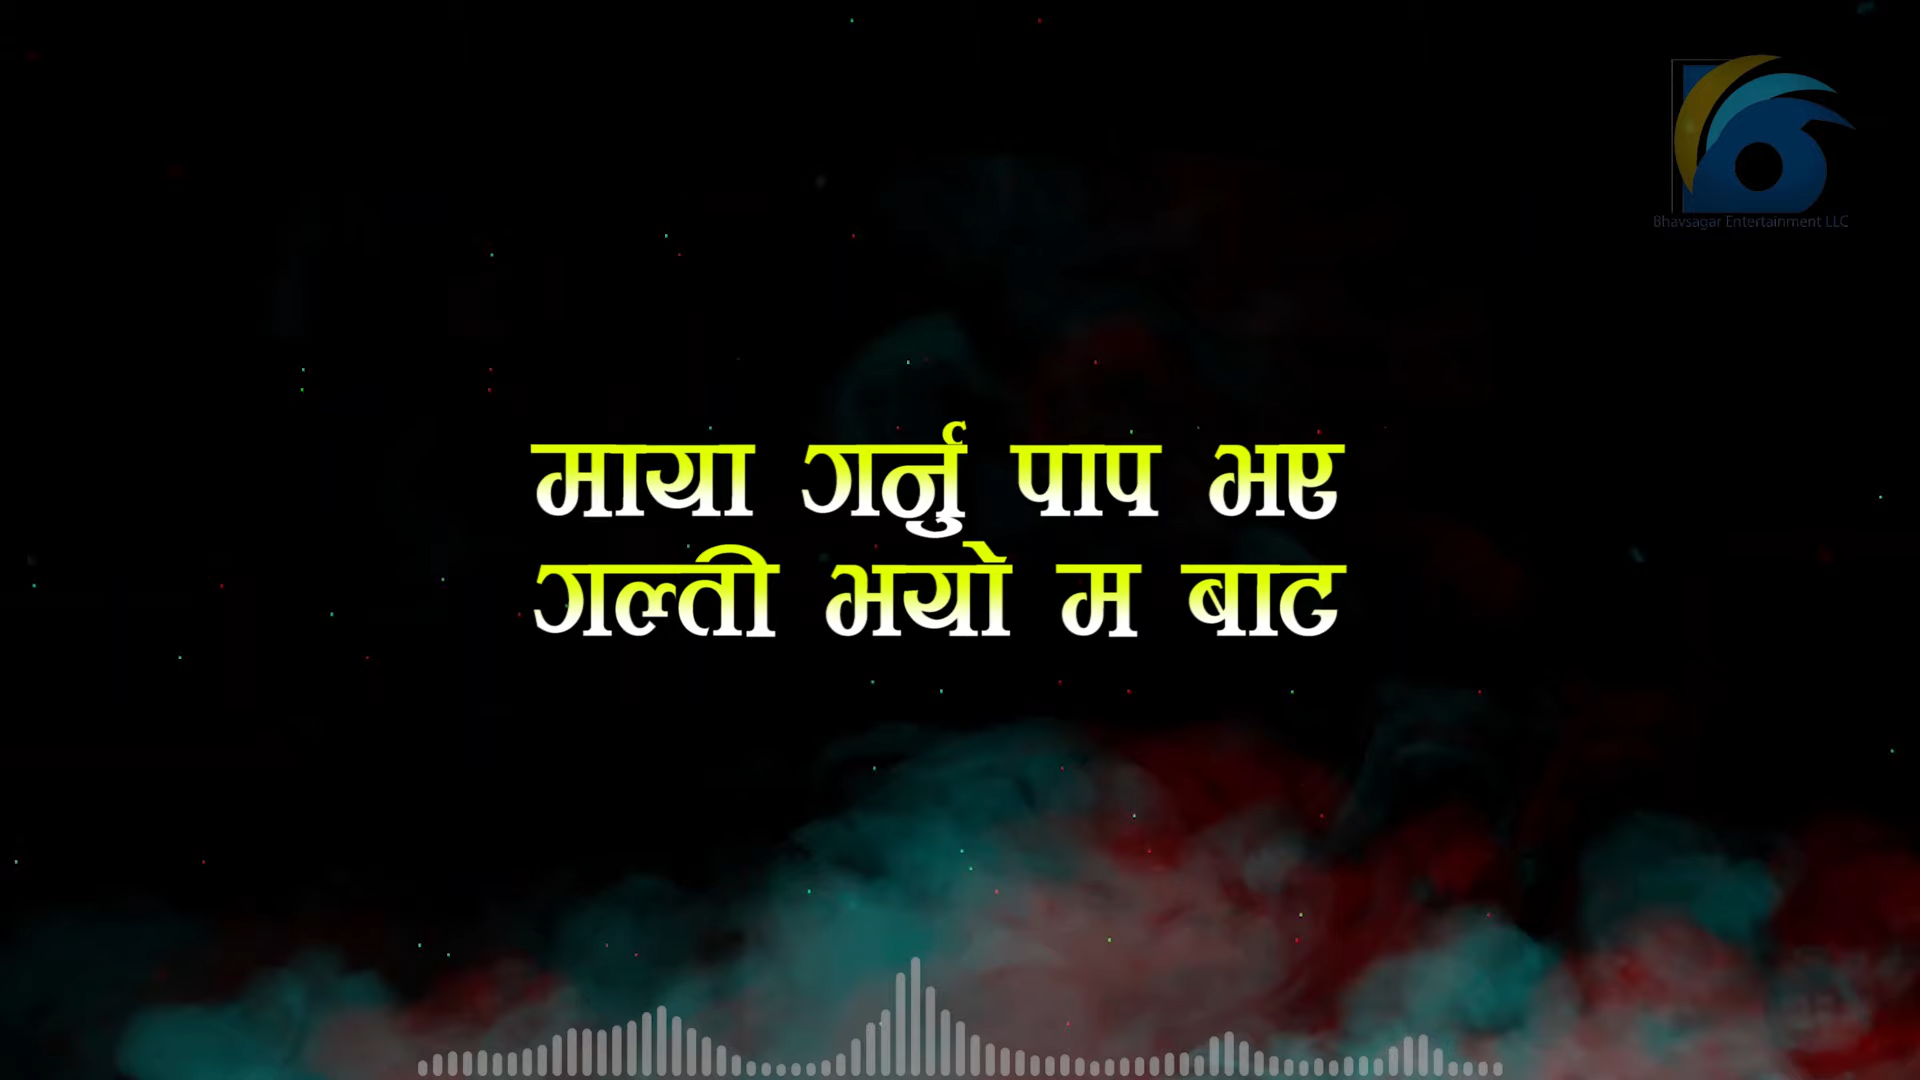 Bhavsagar Entertainment LLC
माया गर्नु पाप भए
गल्ती भयो म बाट